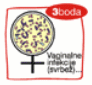 3boda
Vaginalne
infekcije
(svrbež)...